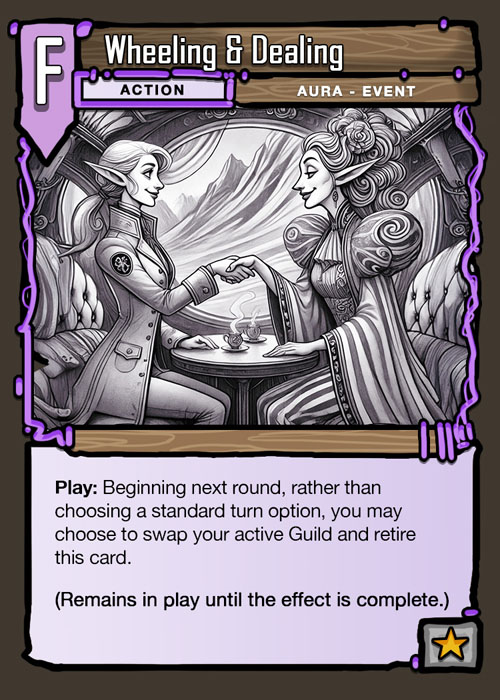 F
Wheeling & Dealing
ACTION
AURA - EVENT
Play: Beginning next round, rather than
choosing a standard turn option, you may
choose to swap your active Guild and retire
this card.
(Remains in play until the effect is complete.)